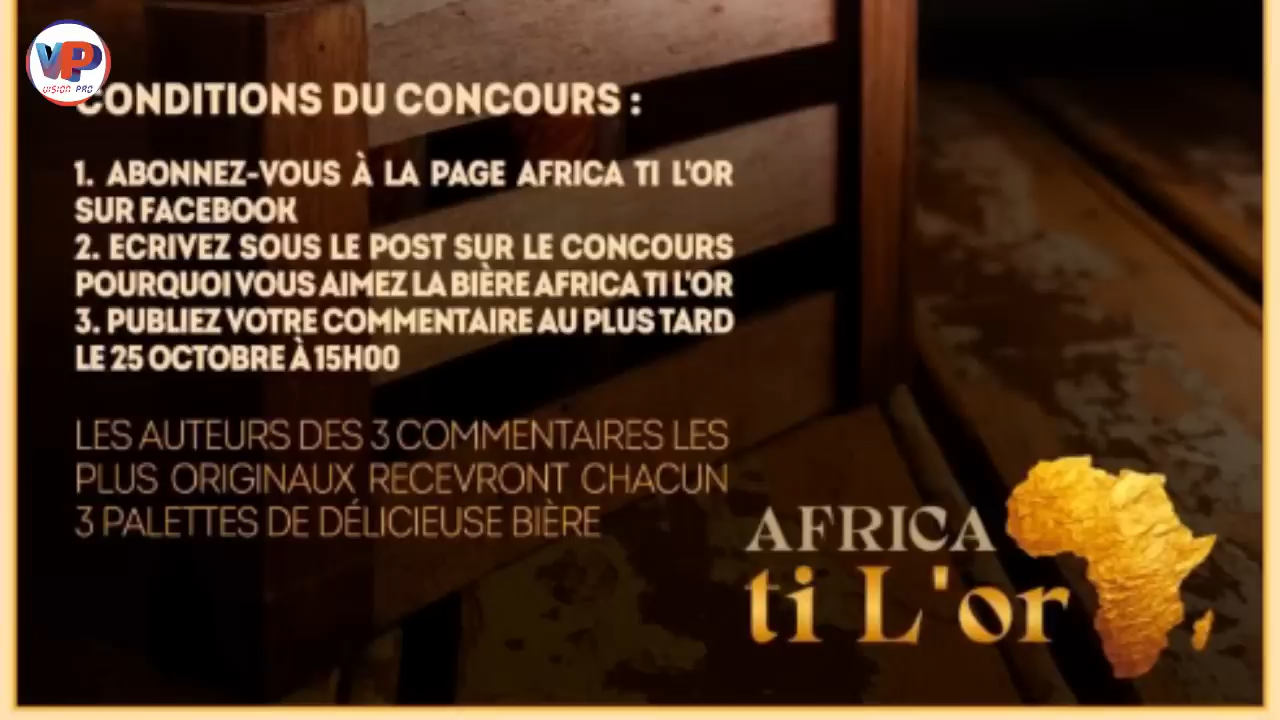 VP
VISION PRO
CONDITIONS DU CONCOURS :
1. ABONNEZ-VOUS À LA PAGE AFRICA TI L'OR
SUR FACEBOOK
2. ECRIVEZ SOUS LE POST SUR LE CONCOURS
POURQUOI VOUS AIMEZ LA BIÈRE AFRICA TI L'OR
3. PUBLIEZ VOTRE COMMENTAIRE AU PLUS TARD
LE 25 OCTOBRE À 15H00
LES AUTEURS DES 3 COMMENTAIRES LES
PLUS ORIGINAUX RECEVRONT CHACUN
3 PALETTES DE DÉLICIEUSE BIÈRE
AFRICA
ti L'or